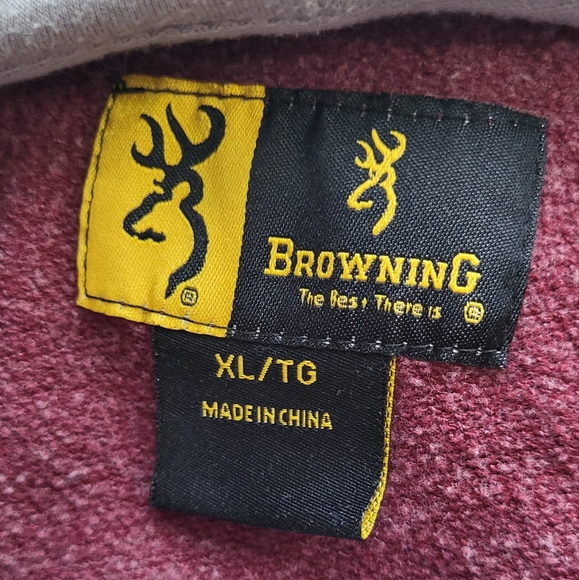 BROWNING
The Best There is ®
®
XL/TG
MADE IN CHINA